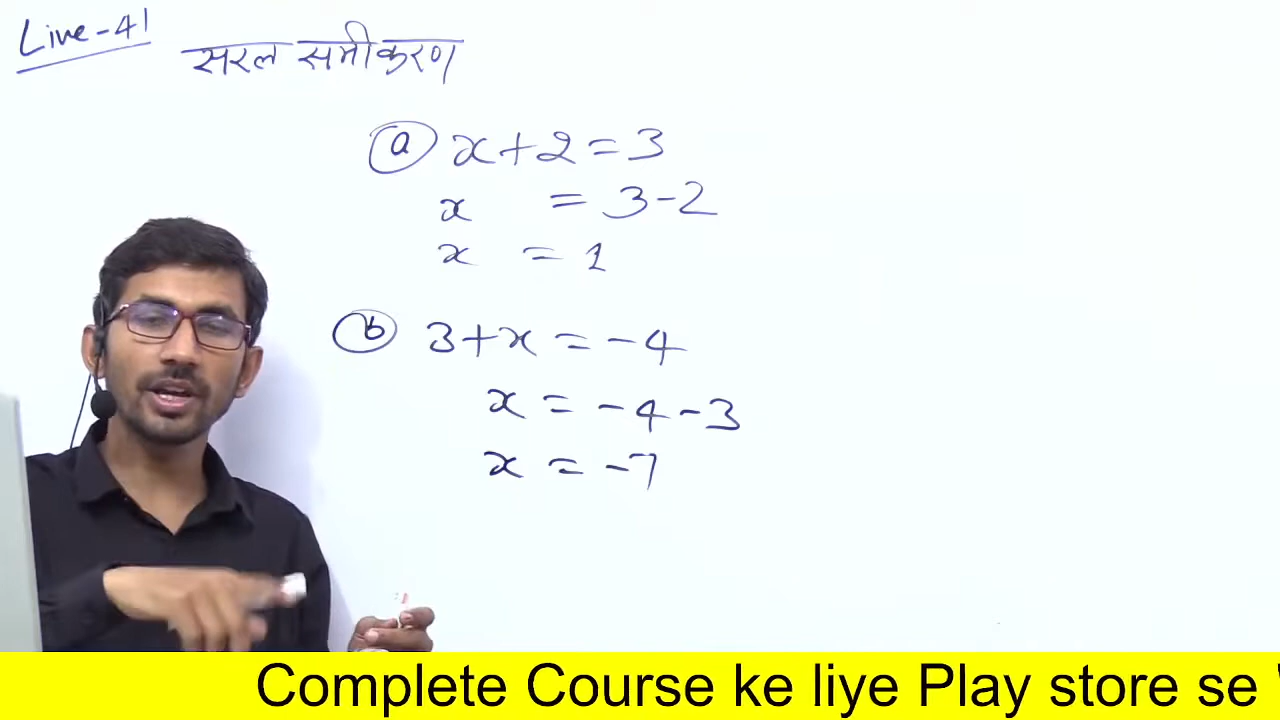 Live-41
सरल समीकरण
(a) x+2=3
x = 3-2
x = 1
(b) 3+x=-4
x = -4-3
x = -7
Complete Course ke liye Play store se